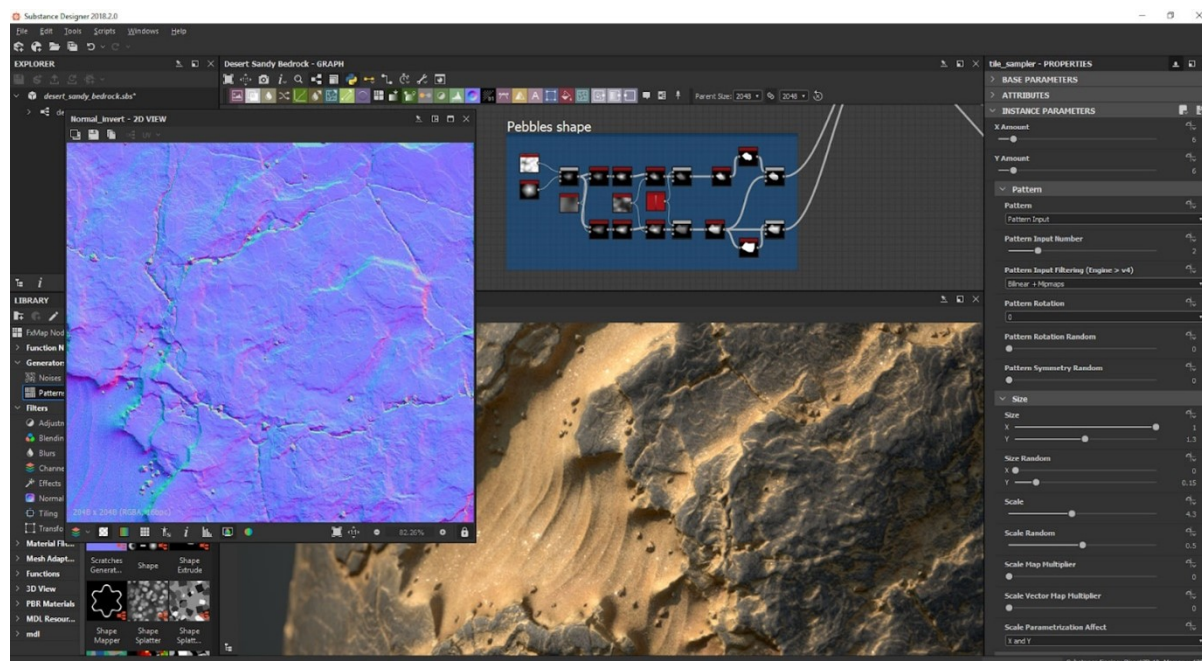 Substance Designer 2018.2.0
File Edit Tools Scripts Windows Help
EXPLORER
desert_sandy_bedrock.sbs*
Desert Sandy Bedrock - GRAPH
Parent Size: 2048 2048
Normal_invert - 2D VIEW
82.26%
Pebbles shape
LIBRARY
Function N
Generator
Noises
Pattern
Filters
Adjustn
Blendin
Blurs
Channe
Effects
Normal
Tiling
Transfo
Material Filt...
Mesh Adapt...
Functions
3D View
PBR Materials
MDL Resour...
mdl
Scratches Generat...
Shape
Shape Extrude
Shape Mapper
Shape Splatter
Shape Splatt...
tile_sampler - PROPERTIES
BASE PARAMETERS
ATTRIBUTES
INSTANCE PARAMETERS
X Amount
6
Y Amount
6
Pattern
Pattern
Pattern Input
Pattern Input Number
2
Pattern Input Filtering (Engine > v4)
Bilinear + Mipmaps
Pattern Rotation
0
Pattern Rotation Random
0
Pattern Symmetry Random
0
Size
Size
X 1
Y 1.3
Size Random
X 0
Y 0.15
Scale
4.3
Scale Random
0.5
Scale Map Multiplier
0
Scale Vector Map Multiplier
0
Scale Parametrization Affect
X and Y